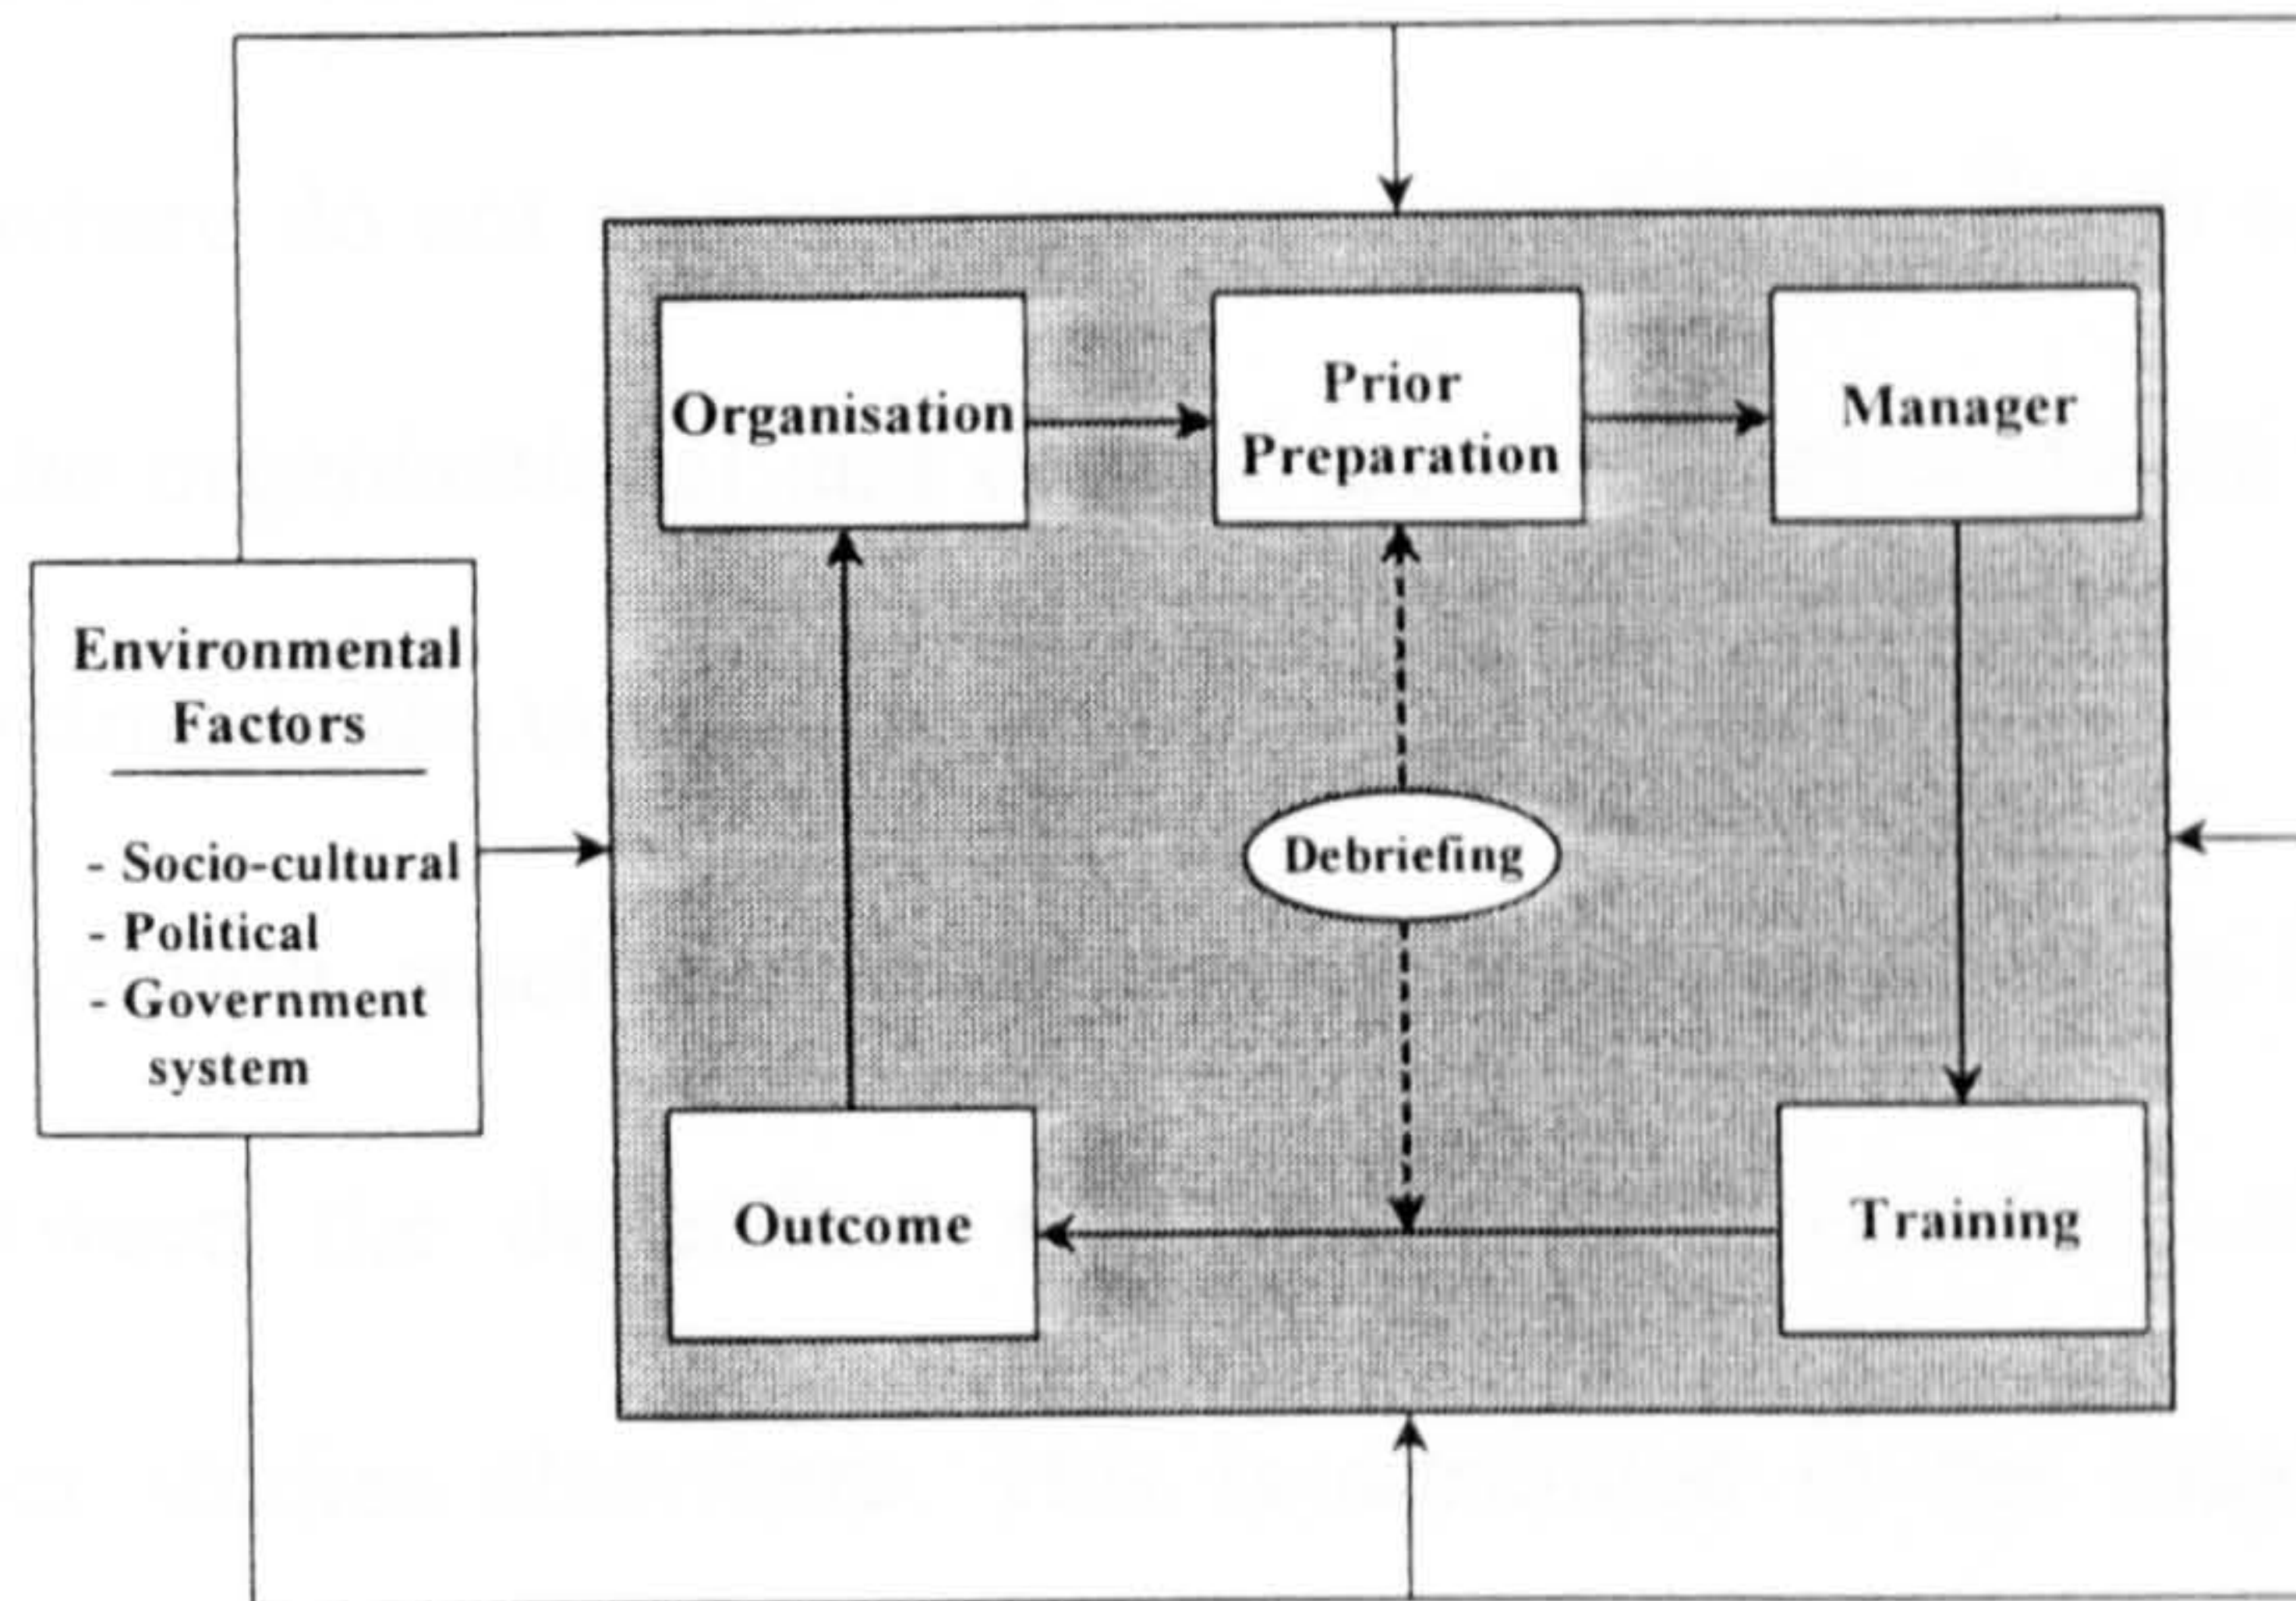 Organisation
Prior
Preparation
Manager
Environmental
Factors
- Socio-cultural
- Political
- Government
system
Debriefing
Outcome
Training